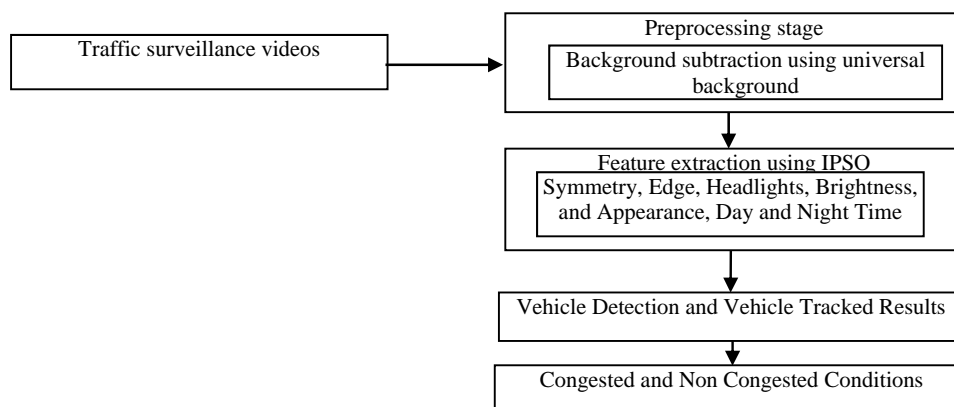 Traffic surveillance videos
Preprocessing stage
Background subtraction using universal
background
Feature extraction using IPSO
Symmetry, Edge, Headlights, Brightness,
and Appearance, Day and Night Time
Vehicle Detection and Vehicle Tracked Results
Congested and Non Congested Conditions